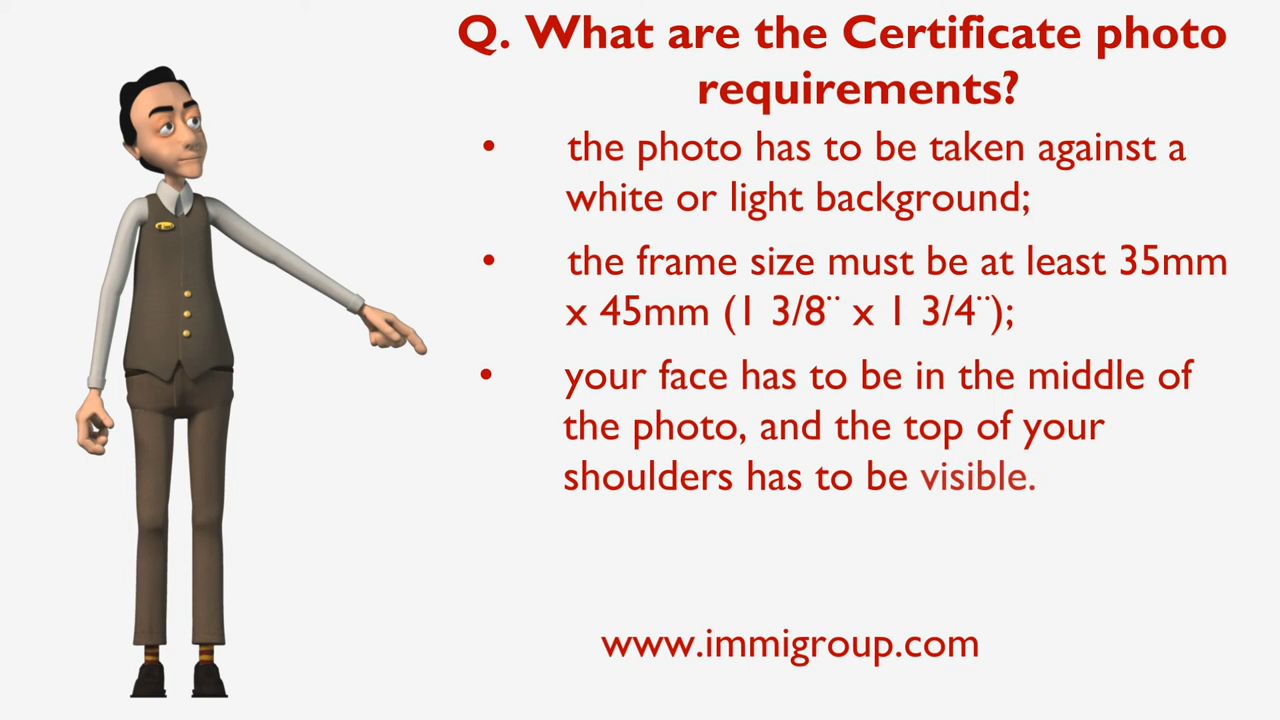 Q. What are the Certificate photo
requirements?
• the photo has to be taken against a
white or light background;
• the frame size must be at least 35mm
x 45mm (1 3/8¨ x 1 3/4¨);
• your face has to be in the middle of
the photo, and the top of your
shoulders has to be visible.
www.immigroup.com